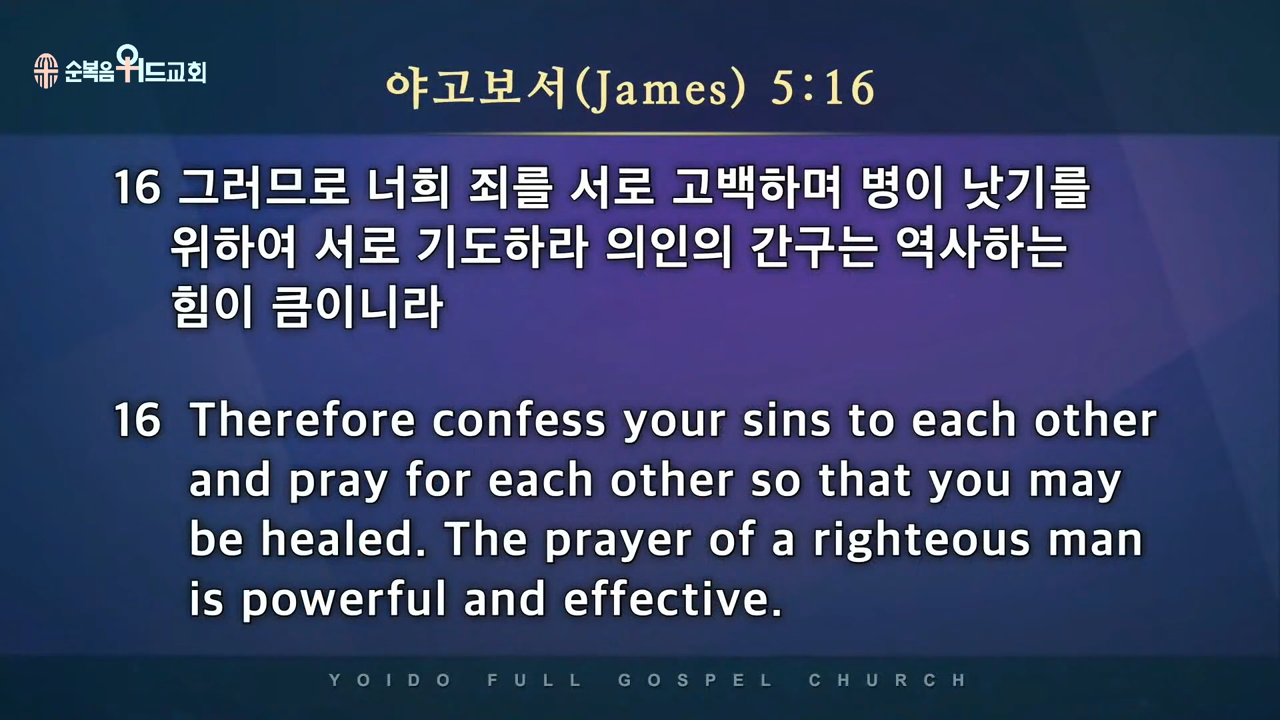 순복음위드교회
야고보서(James) 5:16
16 그러므로 너희 죄를 서로 고백하며 병이 낫기를
위하여 서로 기도하라 의인의 간구는 역사하는
힘이 큼이니라
16 Therefore confess your sins to each other
and pray for each other so that you may
be healed. The prayer of a righteous man
is powerful and effective.
YOIDO FULL GOSPEL CHURCH